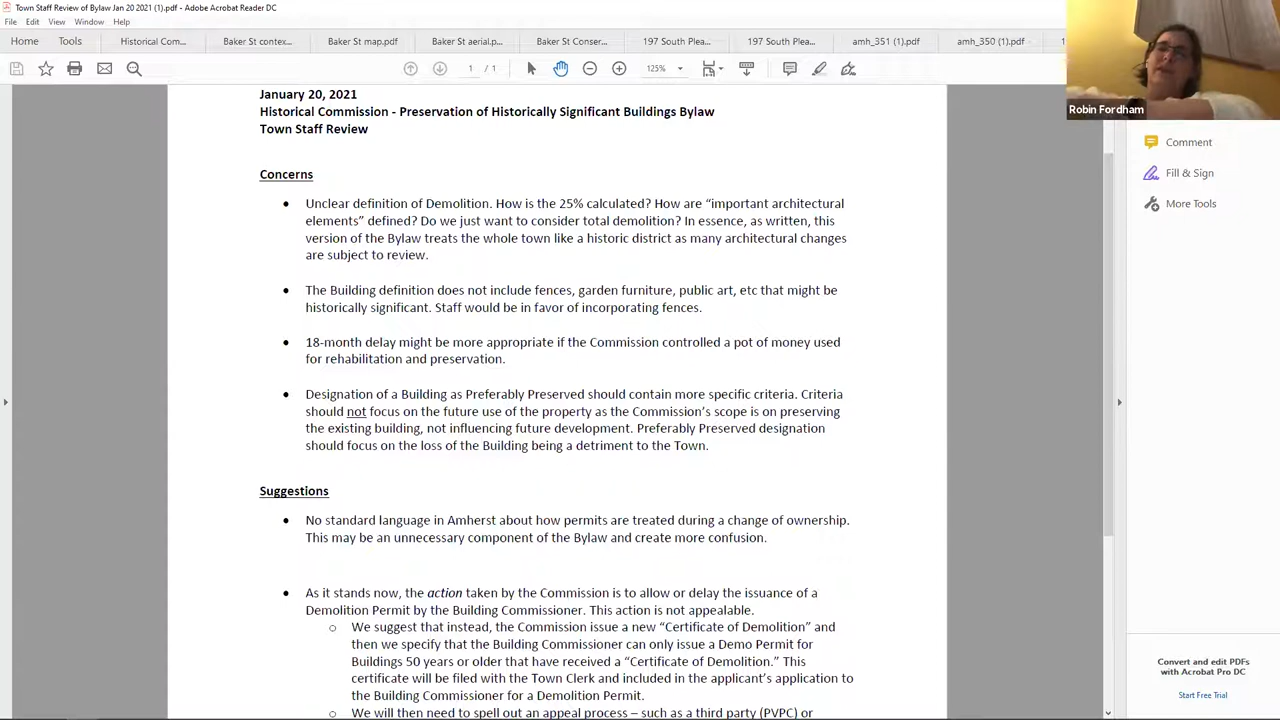 Town Staff Review of Bylaw Jan 20 2021 (1).pdf - Adobe Acrobat Reader DC
File Edit View Window Help
Home Tools Historical Com... Baker St contex... Baker St map.pdf Baker St aerial.p... Baker St Conser... 197 South Plea... 197 South Plea... amh_351 (1).pdf amh_350 (1).pdf
1 / 1 125%
Robin Fordham
January 20, 2021
Historical Commission - Preservation of Historically Significant Buildings Bylaw
Town Staff Review
Concerns
• Unclear definition of Demolition. How is the 25% calculated? How are “important architectural
elements” defined? Do we just want to consider total demolition? In essence, as written, this
version of the Bylaw treats the whole town like a historic district as many architectural changes
are subject to review.
• The Building definition does not include fences, garden furniture, public art, etc that might be
historically significant. Staff would be in favor of incorporating fences.
• 18-month delay might be more appropriate if the Commission controlled a pot of money used
for rehabilitation and preservation.
• Designation of a Building as Preferably Preserved should contain more specific criteria. Criteria
should not focus on the future use of the property as the Commission’s scope is on preserving
the existing building, not influencing future development. Preferably Preserved designation
should focus on the loss of the Building being a detriment to the Town.
Suggestions
• No standard language in Amherst about how permits are treated during a change of ownership.
This may be an unnecessary component of the Bylaw and create more confusion.
• As it stands now, the action taken by the Commission is to allow or delay the issuance of a
Demolition Permit by the Building Commissioner. This action is not appealable.
o We suggest that instead, the Commission issue a new “Certificate of Demolition” and
then we specify that the Building Commissioner can only issue a Demo Permit for
Buildings 50 years or older that have received a “Certificate of Demolition.” This
certificate will be filed with the Town Clerk and included in the applicant’s application to
the Building Commissioner for a Demolition Permit.
o We will then need to spell out an appeal process – such as a third party (PVPC) or
Comment
Fill & Sign
More Tools
Convert and edit PDFs
with Acrobat Pro DC
Start Free Trial